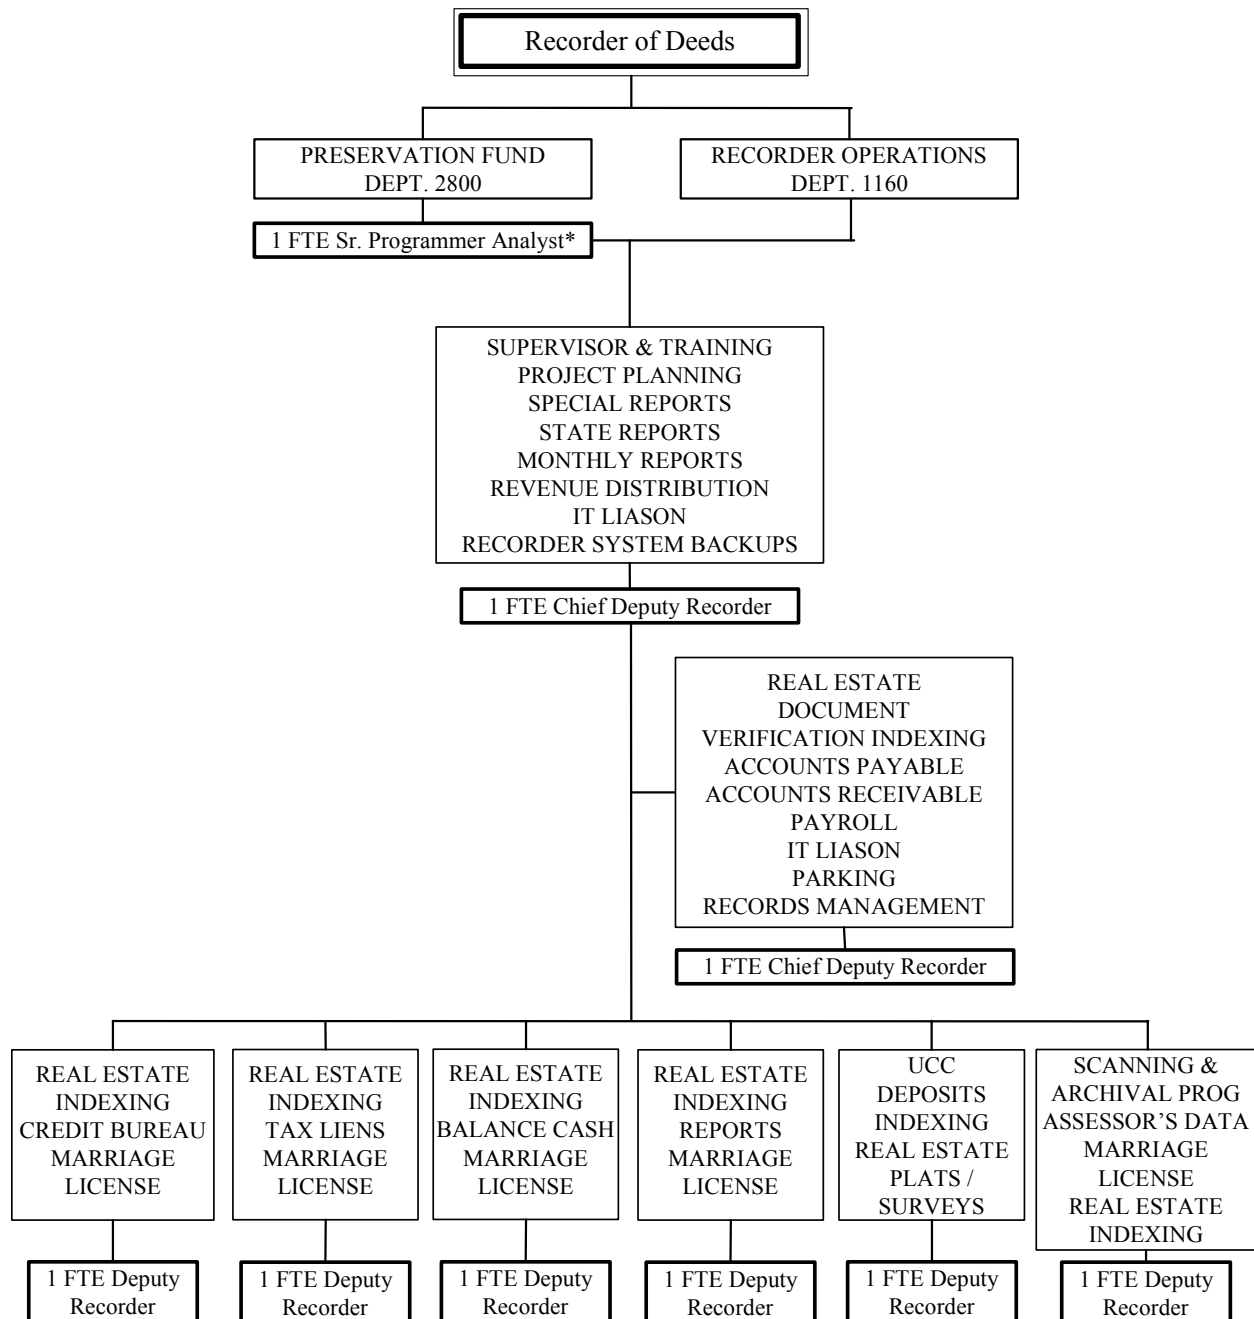 Recorder of Deeds
PRESERVATION FUND
DEPT. 2800
RECORDER OPERATIONS
DEPT. 1160
1 FTE Sr. Programmer Analyst*
SUPERVISOR & TRAINING
PROJECT PLANNING
SPECIAL REPORTS
STATE REPORTS
MONTHLY REPORTS
REVENUE DISTRIBUTION
IT LIASON
RECORDER SYSTEM BACKUPS
1 FTE Chief Deputy Recorder
REAL ESTATE
DOCUMENT
VERIFICATION INDEXING
ACCOUNTS PAYABLE
ACCOUNTS RECEIVABLE
PAYROLL
IT LIASON
PARKING
RECORDS MANAGEMENT
1 FTE Chief Deputy Recorder
REAL ESTATE
INDEXING
CREDIT BUREAU
MARRIAGE
LICENSE
REAL ESTATE
INDEXING
TAX LIENS
MARRIAGE
LICENSE
REAL ESTATE
INDEXING
BALANCE CASH
MARRIAGE
LICENSE
REAL ESTATE
INDEXING
REPORTS
MARRIAGE
LICENSE
UCC
DEPOSITS
INDEXING
REAL ESTATE
PLATS /
SURVEYS
SCANNING &
ARCHIVAL PROG
ASSESSOR’S DATA
MARRIAGE
LICENSE
REAL ESTATE
INDEXING
1 FTE Deputy
Recorder
1 FTE Deputy
Recorder
1 FTE Deputy
Recorder
1 FTE Deputy
Recorder
1 FTE Deputy
Recorder
1 FTE Deputy
Recorder